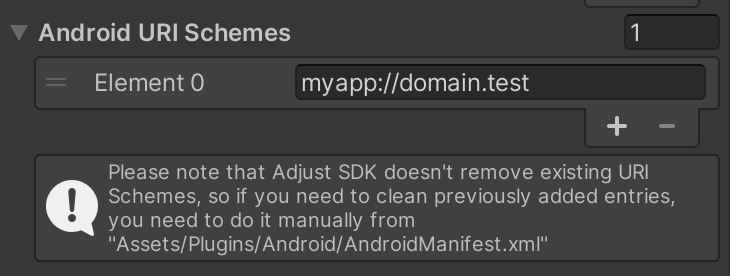 Android URI Schemes 1
Element 0 myapp://domain.test
Please note that Adjust SDK doesn't remove existing URI
Schemes, so if you need to clean previously added entries,
you need to do it manually from
"Assets/Plugins/Android/AndroidManifest.xml"